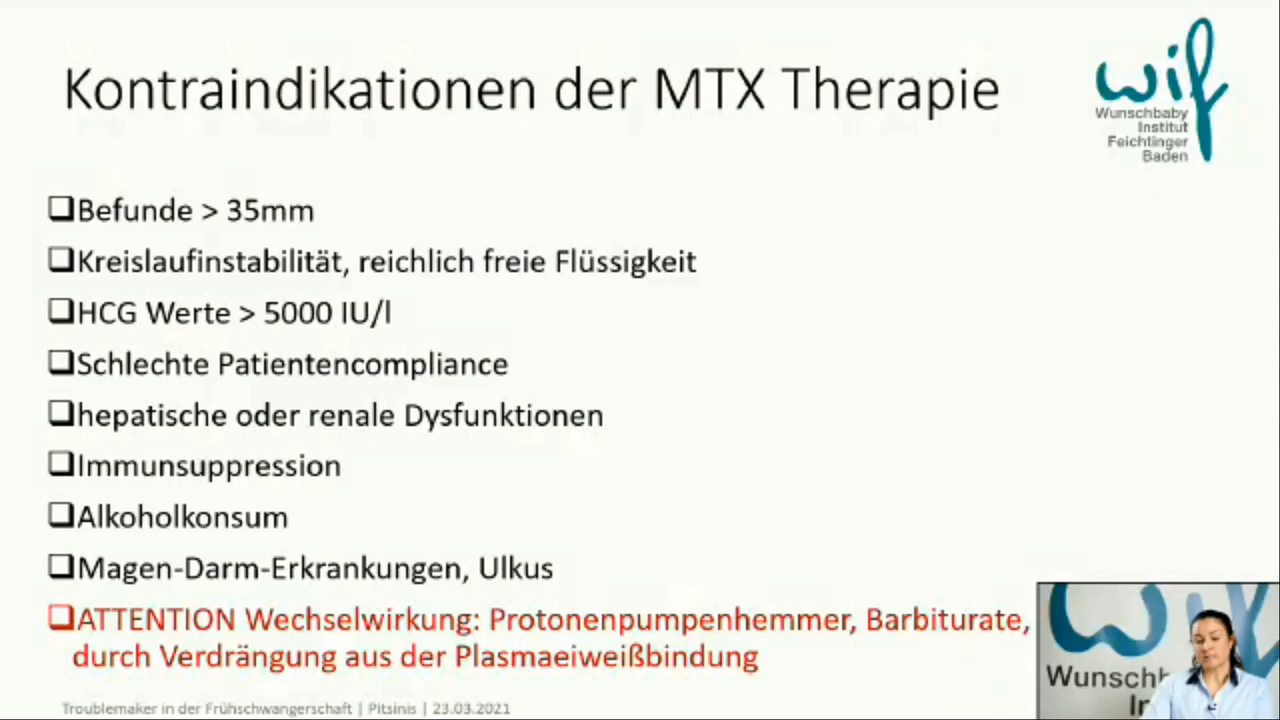 Kontraindikationen der MTX Therapie
wif
Wunschbaby
Institut
Feichtinger
Baden
Befunde > 35mm
Kreislaufinstabilität, reichlich freie Flüssigkeit
HCG Werte > 5000 IU/l
Schlechte Patientencompliance
hepatische oder renale Dysfunktionen
Immunsuppression
Alkoholkonsum
Magen-Darm-Erkrankungen, Ulkus
ATTENTION Wechselwirkung: Protonenpumpenhemmer, Barbiturate,
durch Verdrängung aus der Plasmaeiweißbindung
Troublemaker in der Frühschwangerschaft | Pitsinis | 23.03.2021